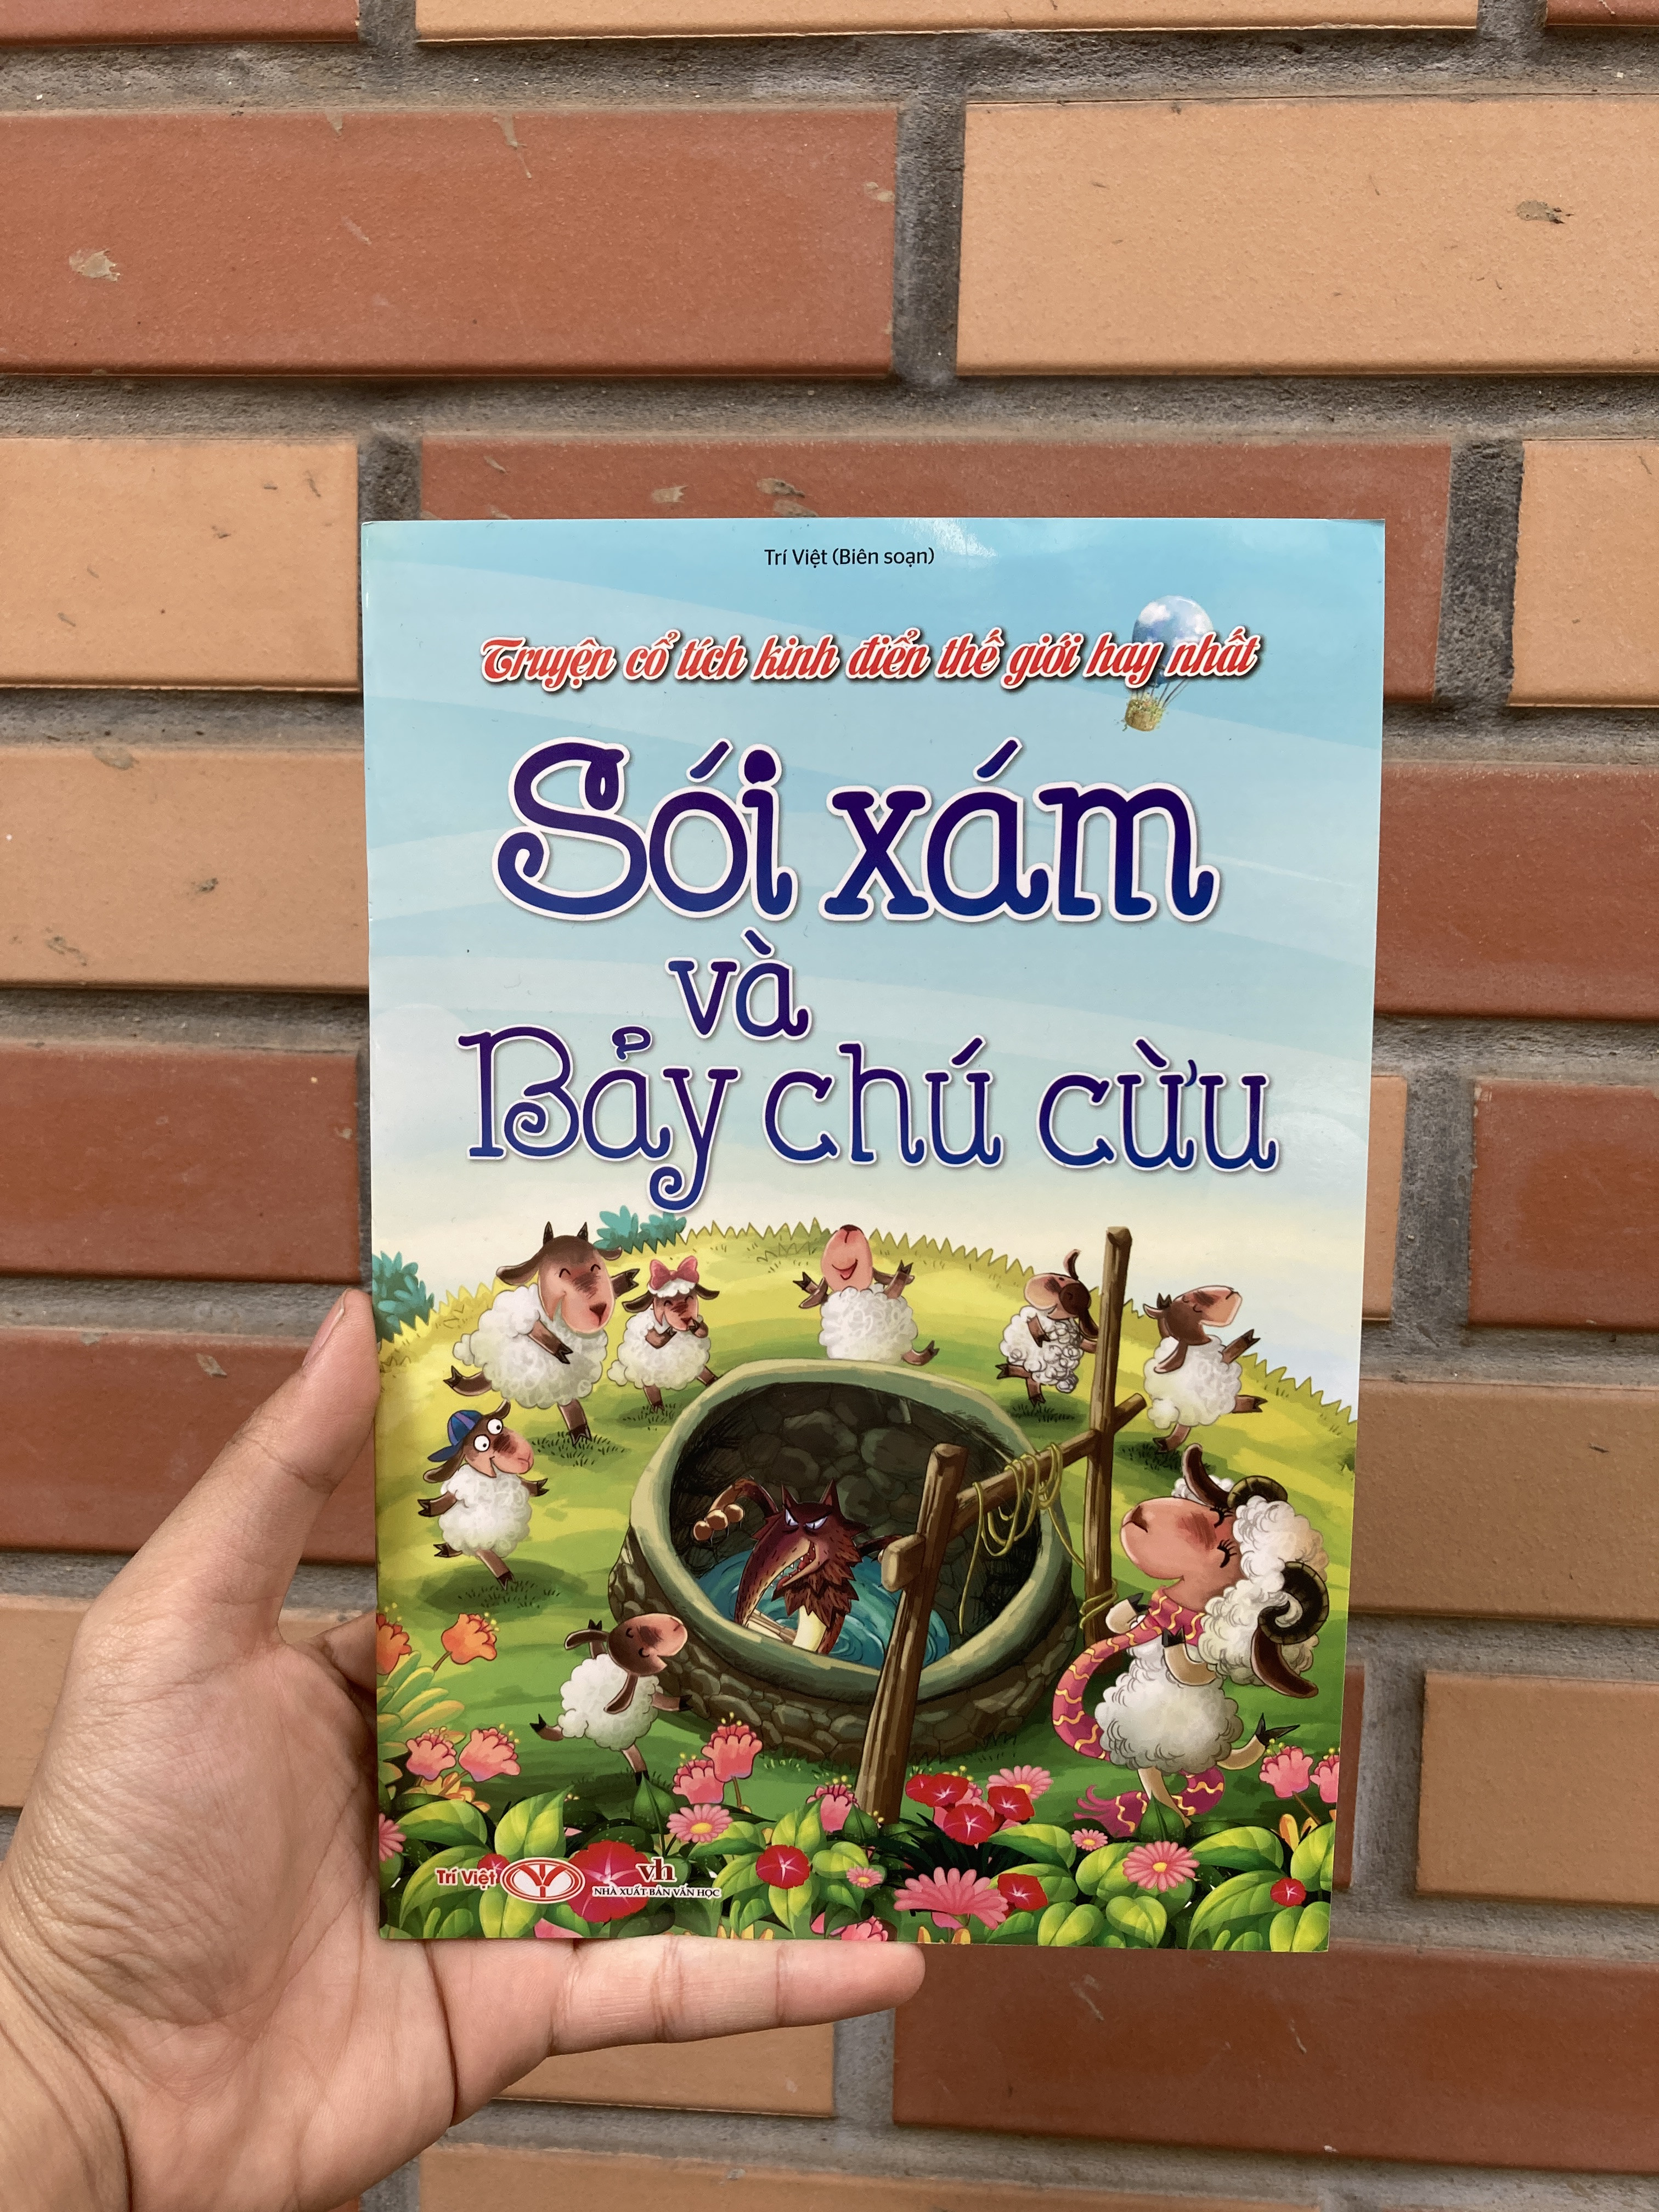 Trí Việt (Biên soạn)
Truyện cổ tích kinh điển thế giới hay nhất
Sói xám
và
Bảy chú cừu
Trí Việt
vh
NHÀ XUẤT BẢN VĂN HỌC